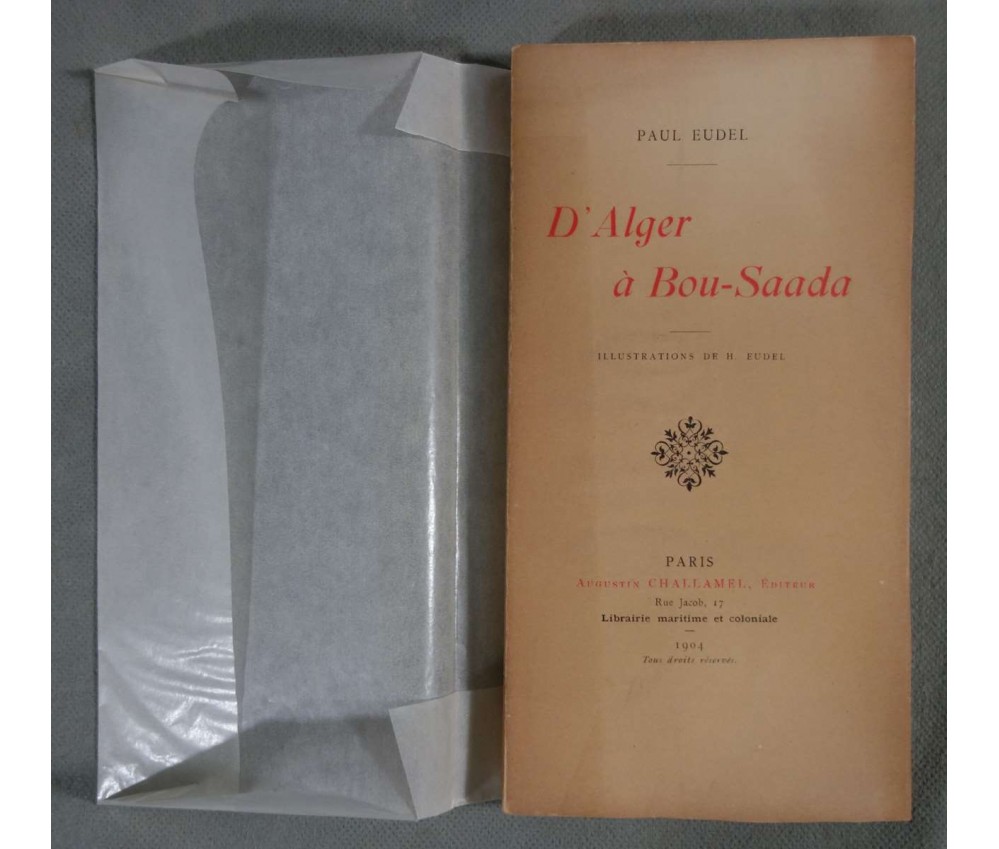 PAUL EUDEL
D'Alger
à Bou-Saada
ILLUSTRATIONS DE H. EUDEL
PARIS
Augustin CHALLAMEL, Éditeur
Rue Jacob, 17
Librairie maritime et coloniale
1904
Tous droits réservés.